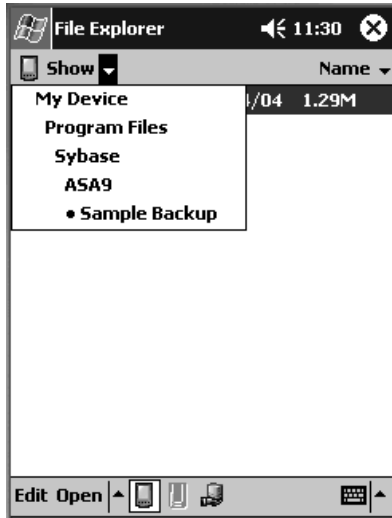 File Explorer 11:30
Show Name
My Device
/04 1.29M
Program Files
Sybase
ASA9
• Sample Backup
Edit Open